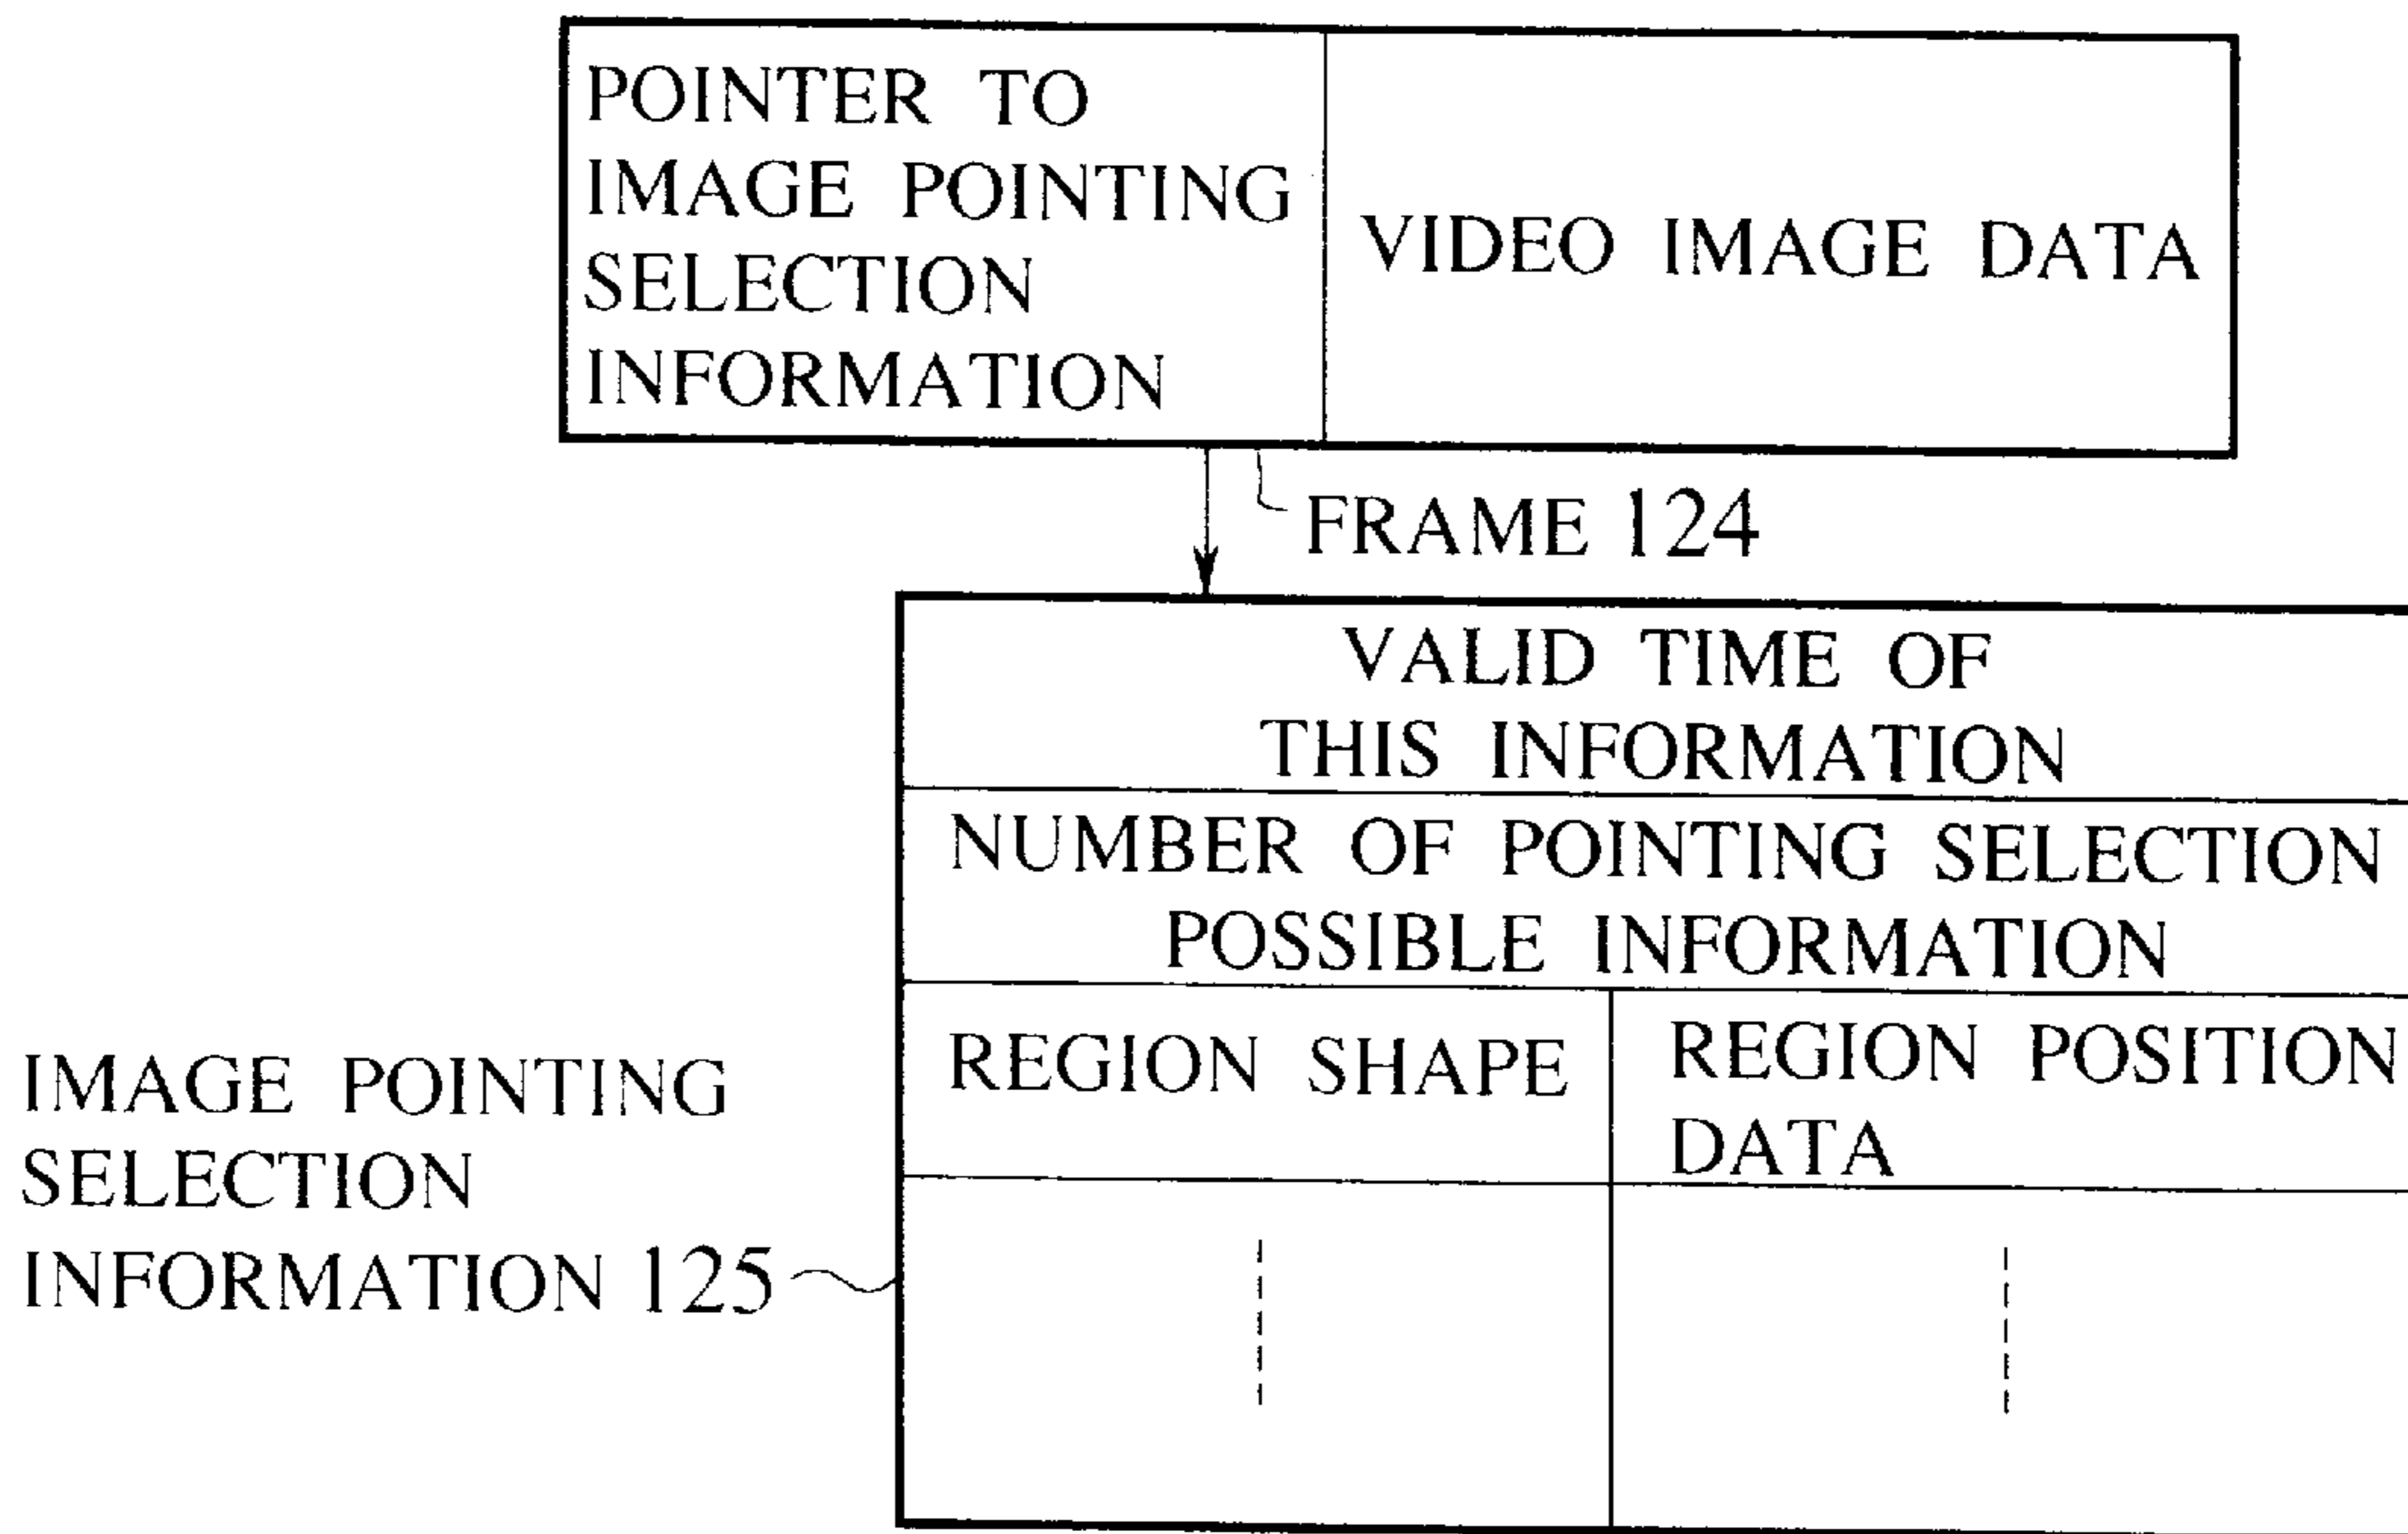 POINTER TO
IMAGE POINTING
SELECTION
INFORMATION
VIDEO IMAGE DATA
FRAME 124
VALID TIME OF
THIS INFORMATION
NUMBER OF POINTING SELECTION
POSSIBLE INFORMATION
REGION SHAPE
REGION POSITION
DATA
IMAGE POINTING
SELECTION
INFORMATION 125